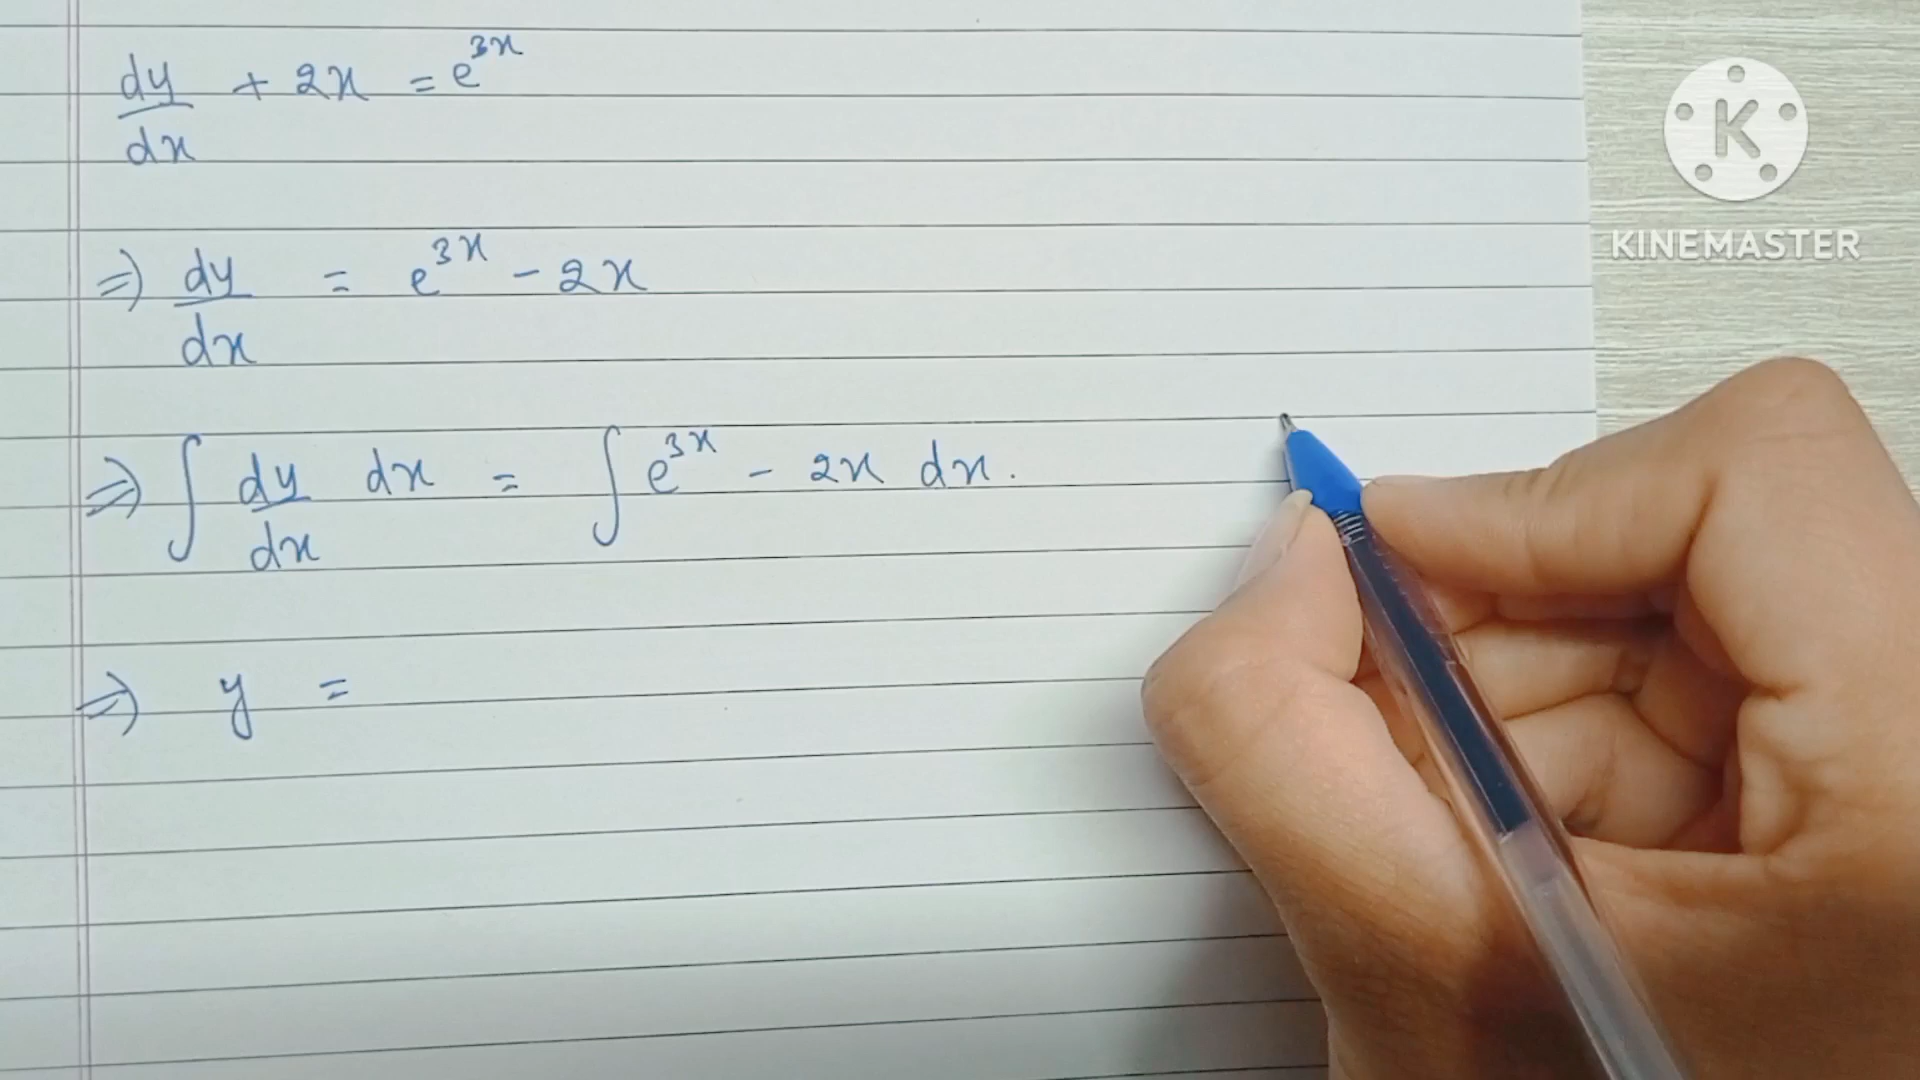 dy/dx + 2x = e^3x
⇒ dy/dx = e^3x - 2x
⇒ ∫ dy/dx dx = ∫ e^3x - 2x dx.
⇒ y =
K
KINEMASTER